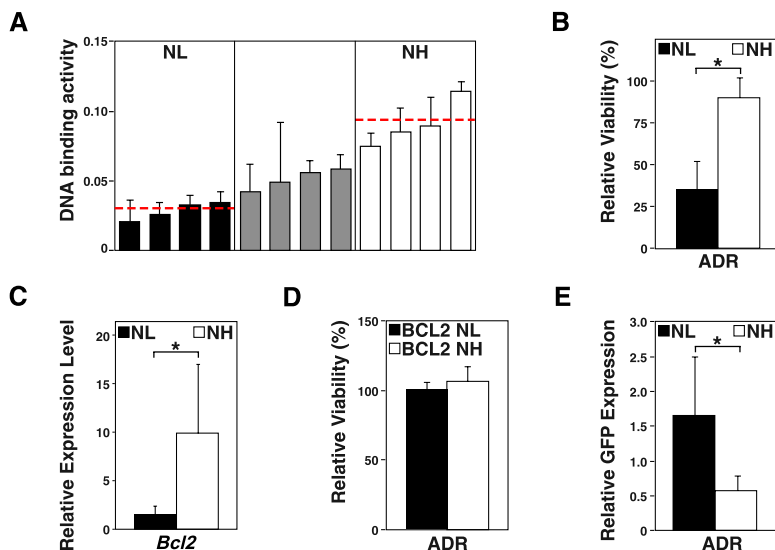 A
DNA binding activity
0.15
0.10
0.05
0
NL
NH
B
Relative Viability (%)
NL NH
100
75
50
25
0
*
ADR
C
Relative Expression Level
NL NH
20
15
10
5
0
*
Bcl2
D
Relative Viability (%)
150
100
50
0
BCL2 NL
BCL2 NH
ADR
E
Relative GFP Expression
3.0
2.5
2.0
1.5
1.0
0.5
0
NL NH
*
ADR